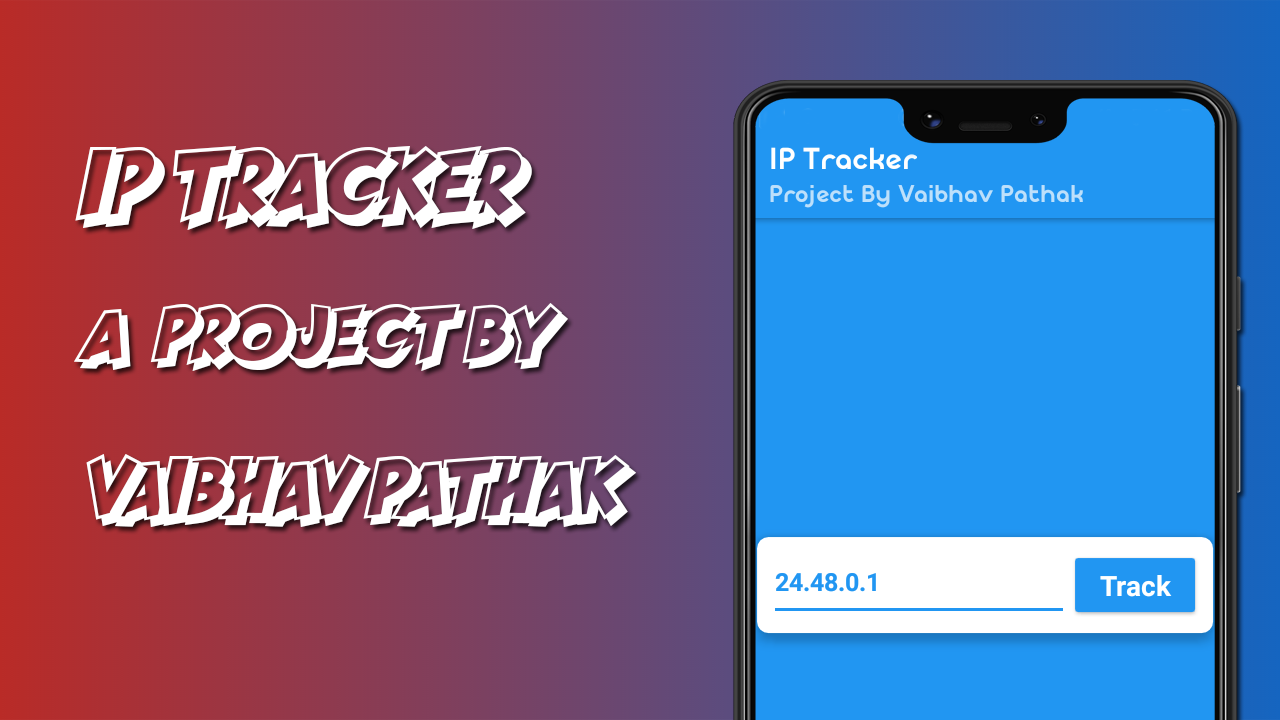 IP TRACKER
A PROJECT BY
VAIBHAV PATHAK
IP Tracker
Project By Vaibhav Pathak
24.48.0.1
Track